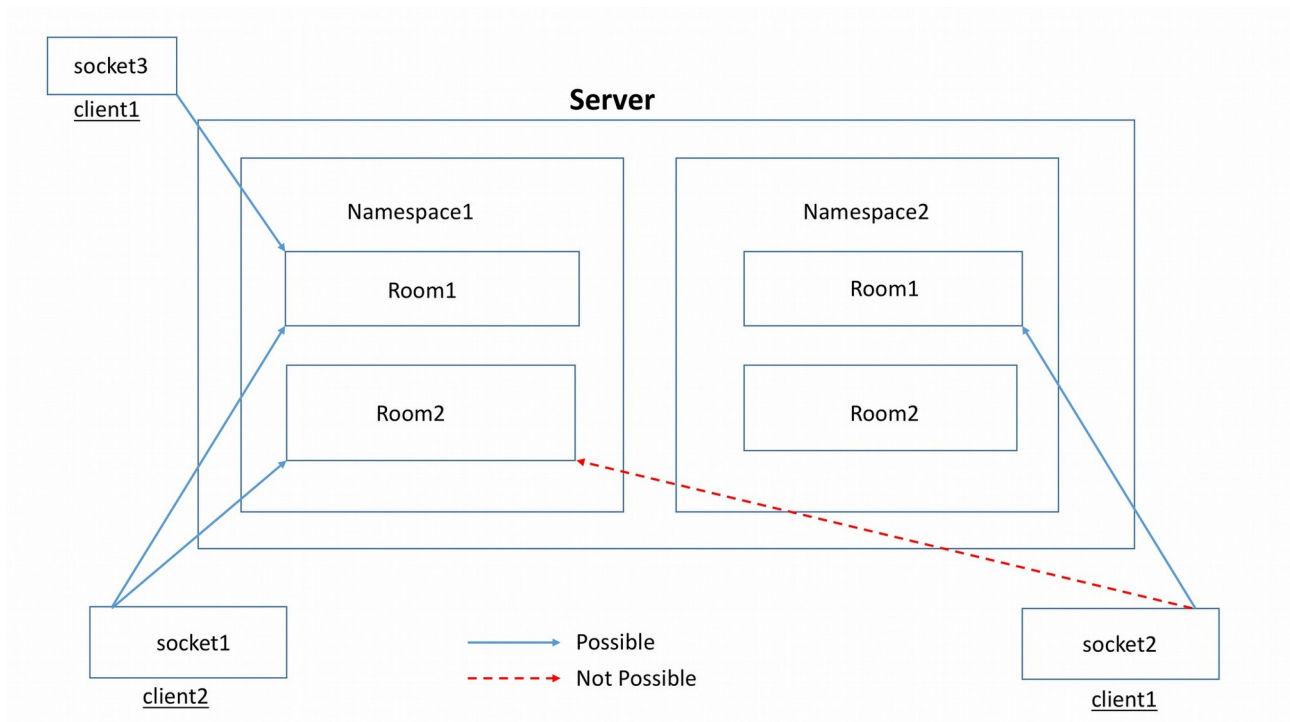 socket3
client1
Server
Namespace1
Namespace2
Room1
Room1
Room2
Room2
socket1
client2
Possible
Not Possible
socket2
client1